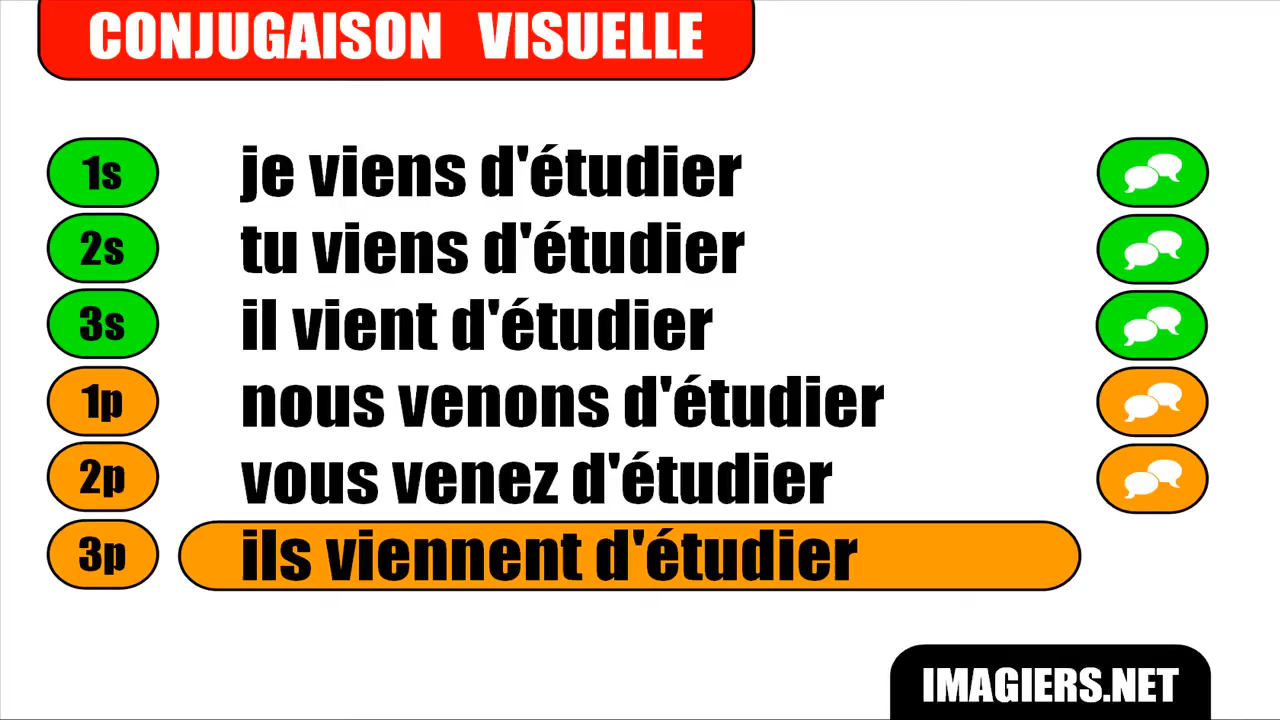 CONJUGAISON VISUELLE
1s je viens d'étudier
2s tu viens d'étudier
3s il vient d'étudier
1p nous venons d'étudier
2p vous venez d'étudier
3p ils viennent d'étudier
IMAGIERS.NET